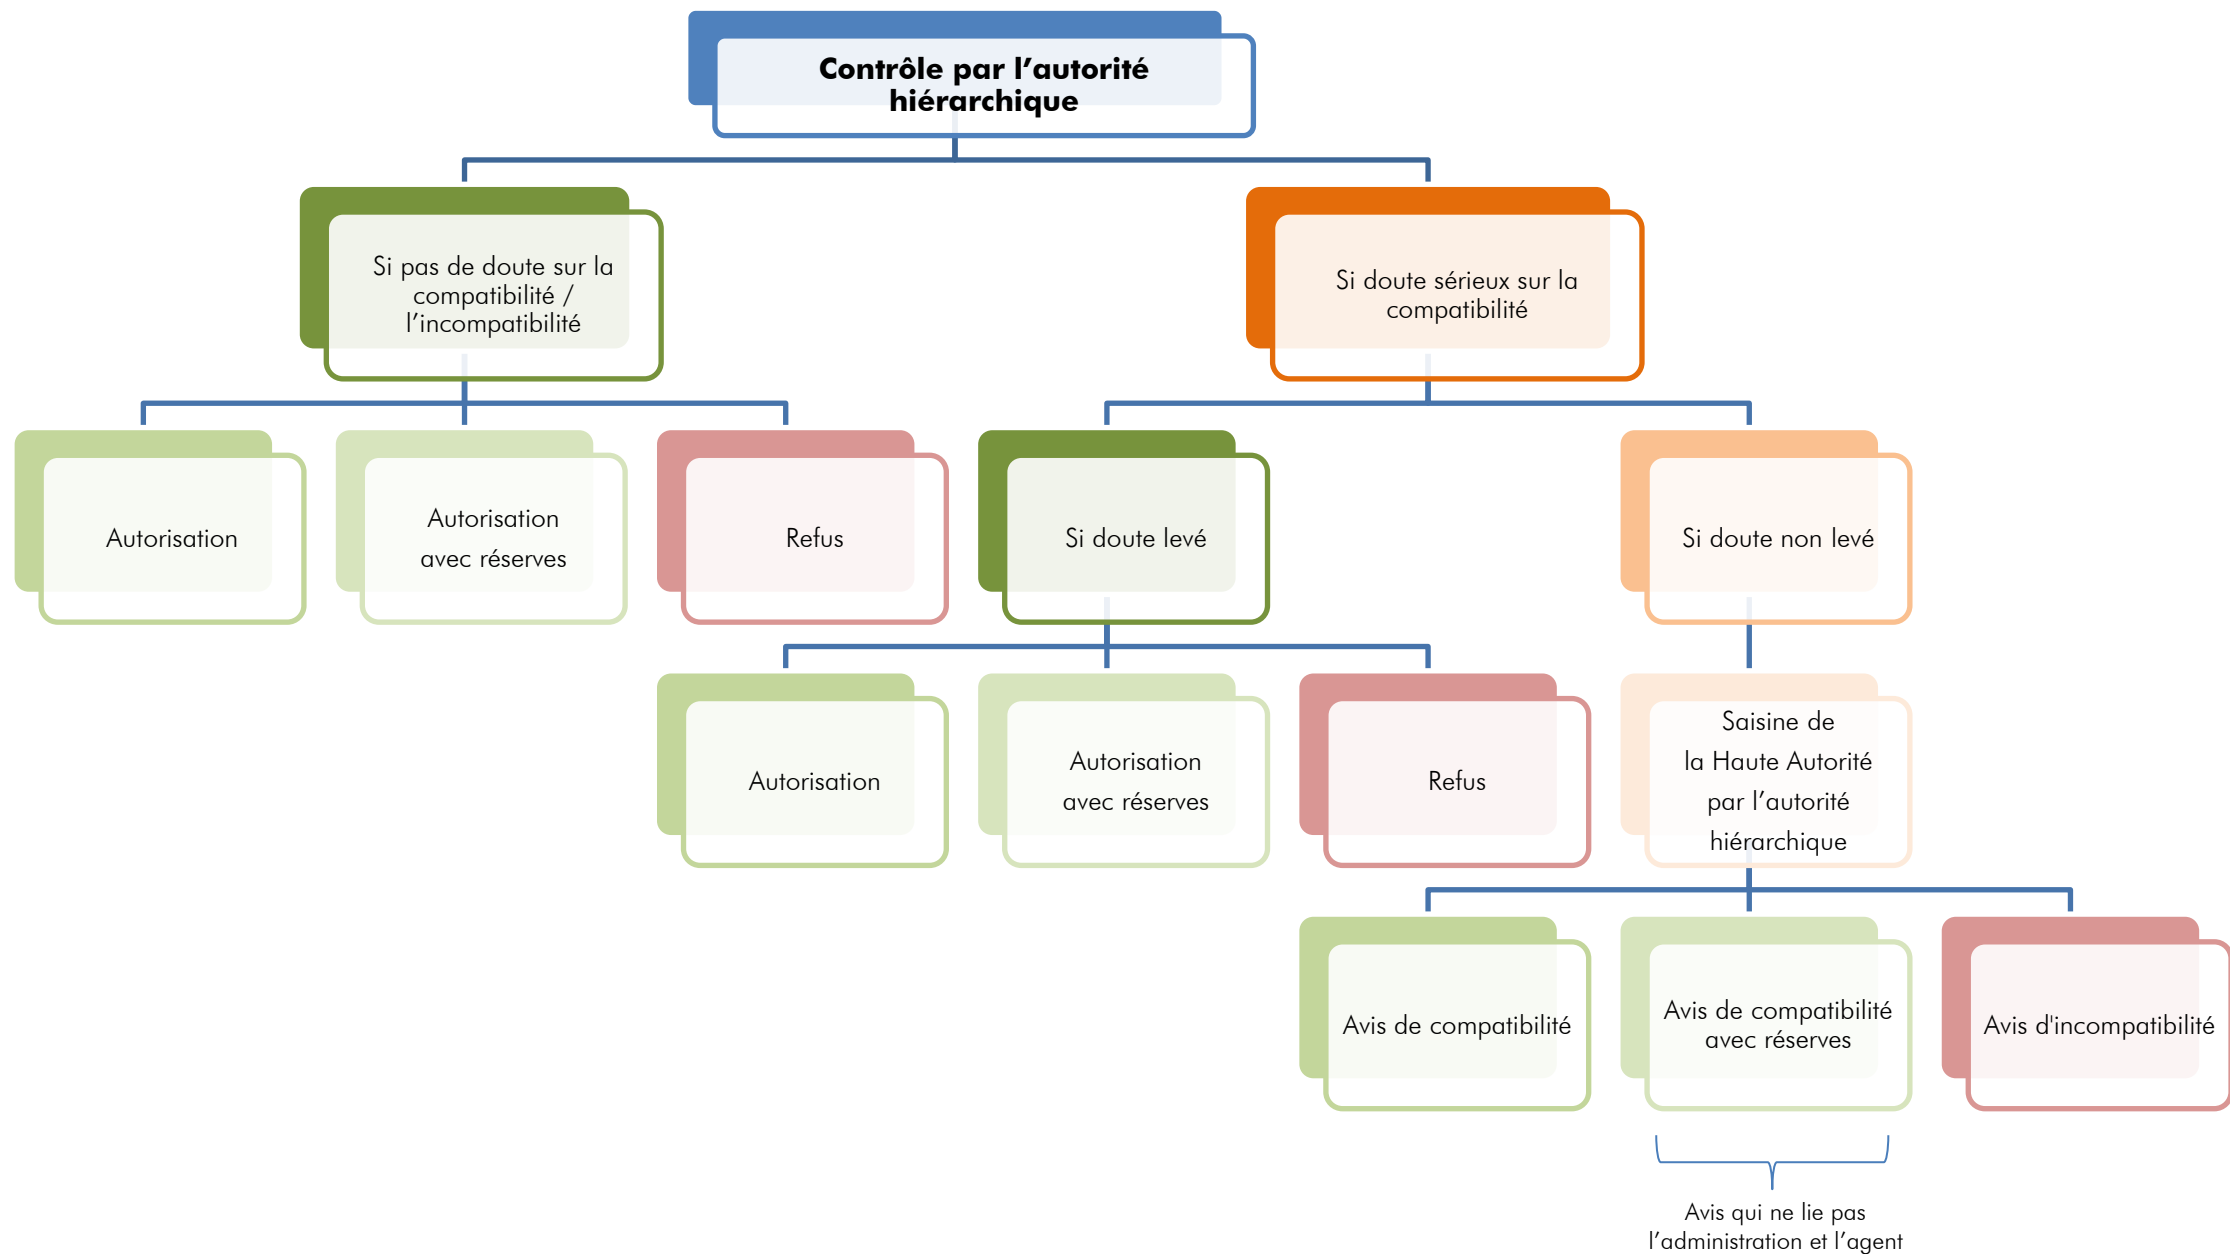 Contrôle par l’autorité
hiérarchique
Si pas de doute sur la
compatibilité /
l’incompatibilité
Si doute sérieux sur la
compatibilité
Autorisation
Autorisation
avec réserves
Refus
Si doute levé
Si doute non levé
Autorisation
Autorisation
avec réserves
Refus
Saisine de
la Haute Autorité
par l’autorité
hiérarchique
Avis de compatibilité
Avis de compatibilité
avec réserves
Avis d'incompatibilité
Avis qui ne lie pas
l’administration et l’agent